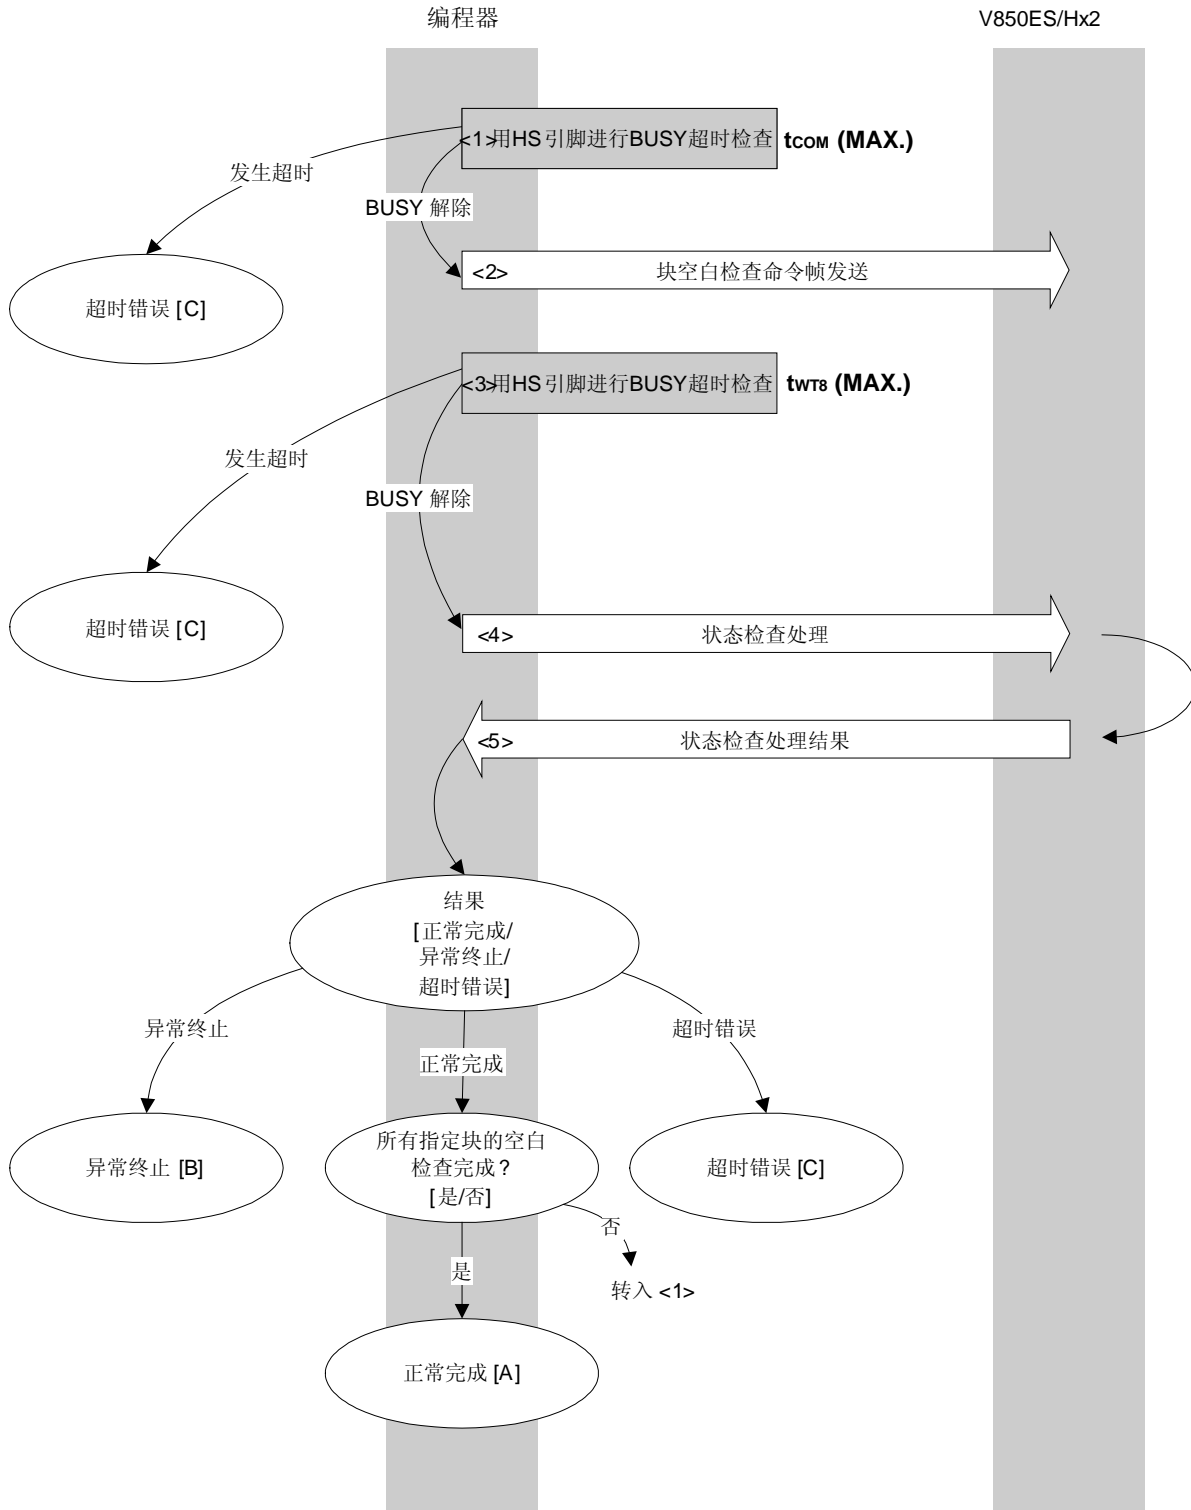 编程器
V850ES/Hx2
<1>用HS引脚进行BUSY超时检查
tCOM (MAX.)
发生超时
BUSY 解除
<2> 块空白检查命令帧发送
超时错误 [C]
<3>用HS引脚进行BUSY超时检查
tWT8 (MAX.)
发生超时
BUSY 解除
超时错误 [C]
<4> 状态检查处理
<5> 状态检查处理结果
结果
[正常完成/
异常终止/
超时错误]
异常终止
正常完成
超时错误
异常终止 [B]
所有指定块的空白
检查完成?
[是/否]
超时错误 [C]
否
是
转入 <1>
正常完成 [A]